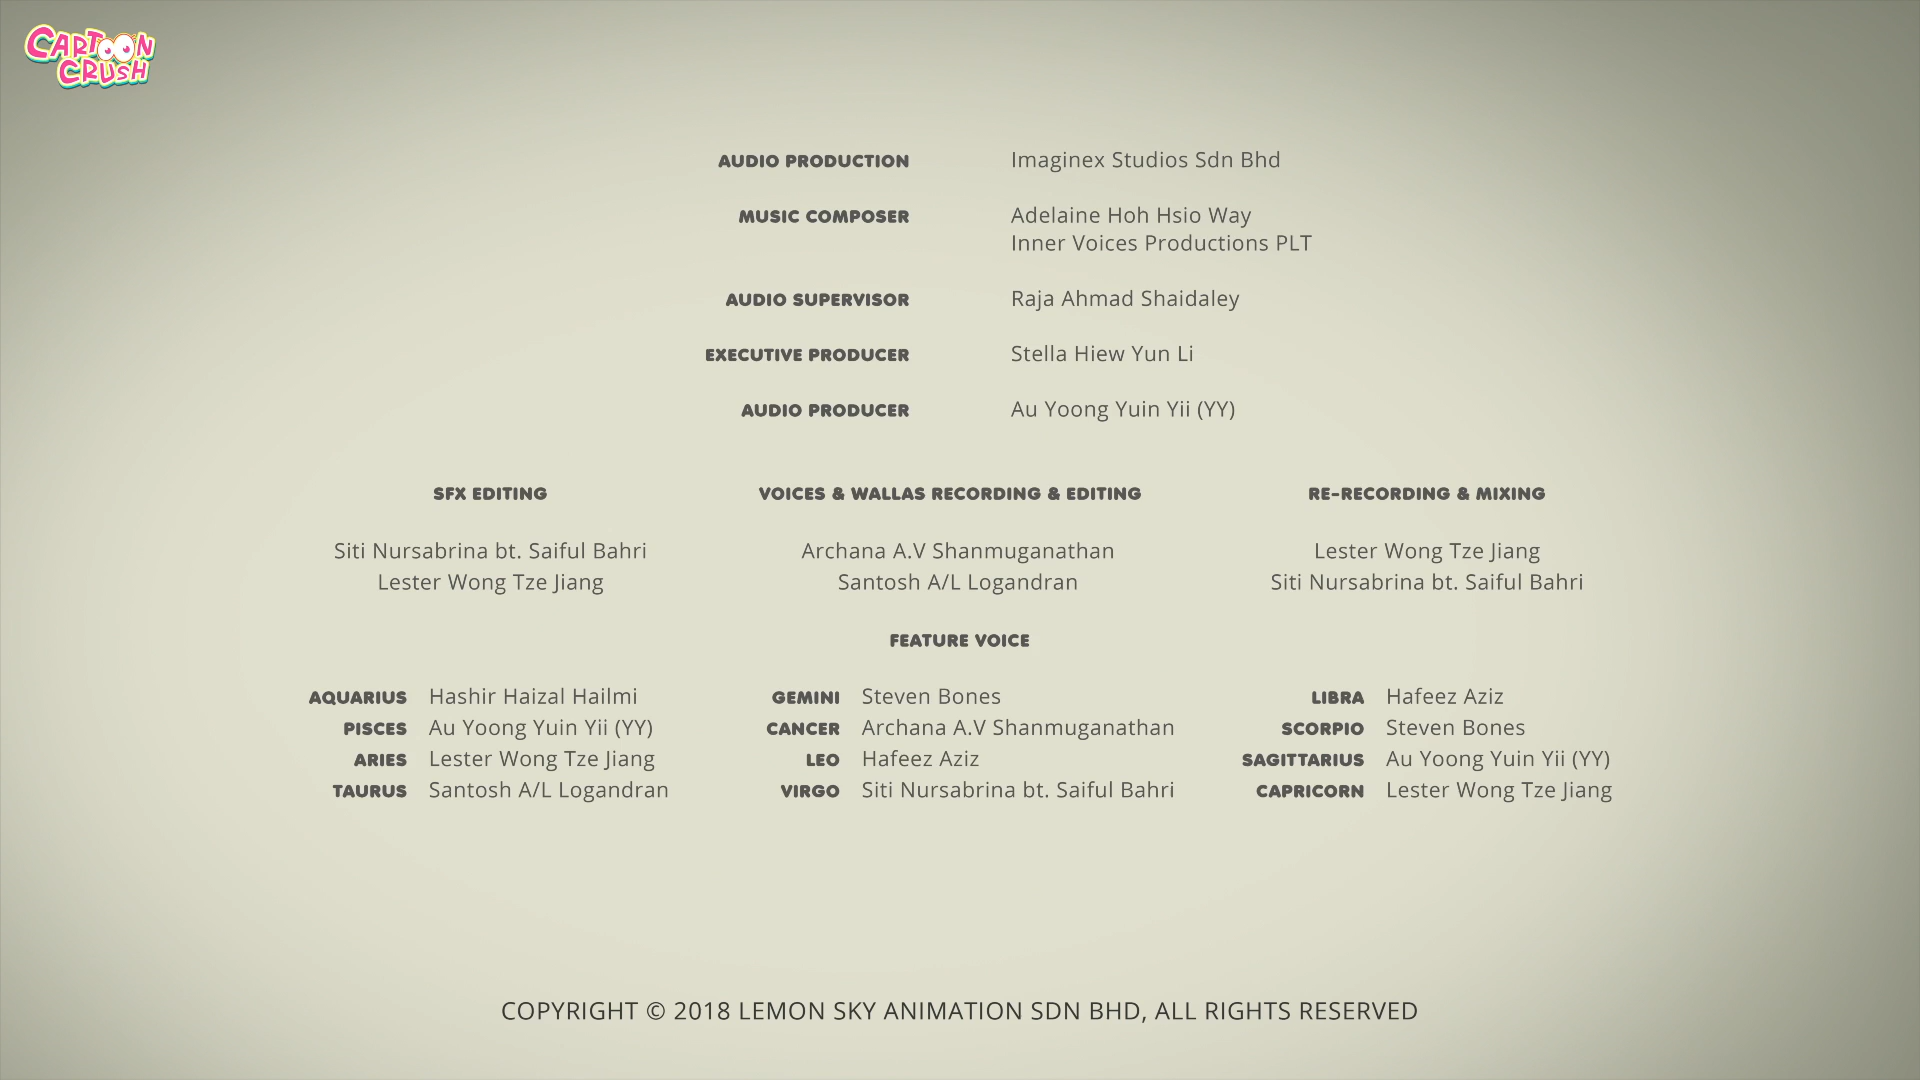 CARTOON
CRUSH
AUDIO PRODUCTION Imaginex Studios Sdn Bhd
MUSIC COMPOSER Adelaine Hoh Hsio Way
Inner Voices Productions PLT
AUDIO SUPERVISOR Raja Ahmad Shaidaley
EXECUTIVE PRODUCER Stella Hiew Yun Li
AUDIO PRODUCER Au Yoong Yuin Yii (YY)
SFX EDITING
Siti Nursabrina bt. Saiful Bahri
Lester Wong Tze Jiang
VOICES & WALLAS RECORDING & EDITING
Archana A.V Shanmuganathan
Santosh A/L Logandran
RE-RECORDING & MIXING
Lester Wong Tze Jiang
Siti Nursabrina bt. Saiful Bahri
FEATURE VOICE
AQUARIUS Hashir Haizal Hailmi
PISCES Au Yoong Yuin Yii (YY)
ARIES Lester Wong Tze Jiang
TAURUS Santosh A/L Logandran
GEMINI Steven Bones
CANCER Archana A.V Shanmuganathan
LEO Hafeez Aziz
VIRGO Siti Nursabrina bt. Saiful Bahri
LIBRA Hafeez Aziz
SCORPIO Steven Bones
SAGITTARIUS Au Yoong Yuin Yii (YY)
CAPRICORN Lester Wong Tze Jiang
COPYRIGHT © 2018 LEMON SKY ANIMATION SDN BHD, ALL RIGHTS RESERVED